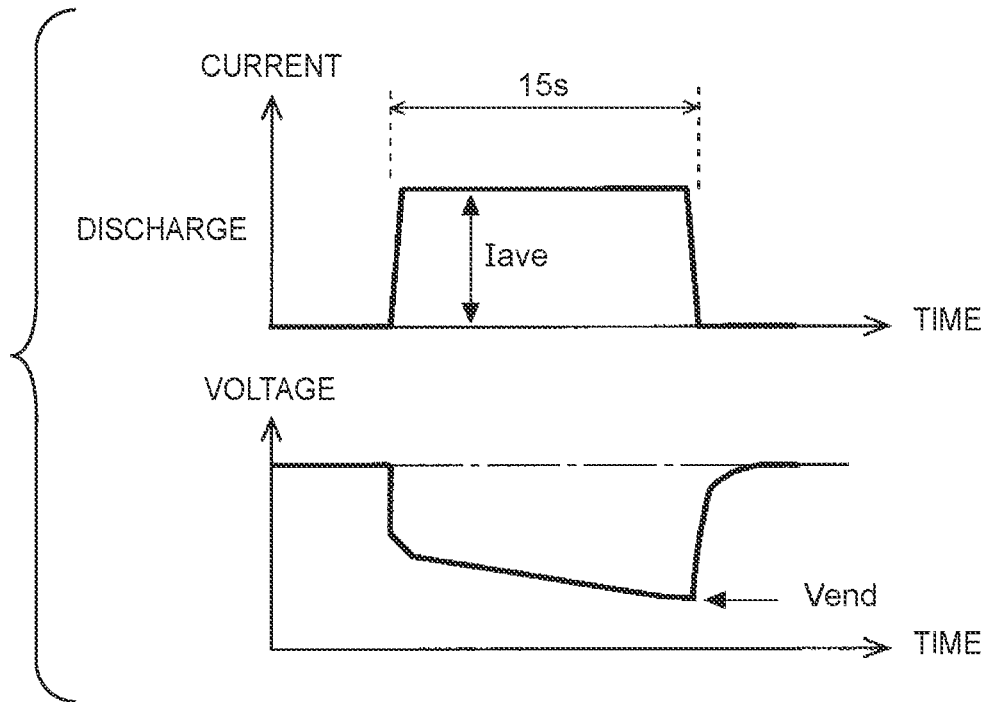 CURRENT
15s
DISCHARGE
Iave
TIME
VOLTAGE
Vend
TIME